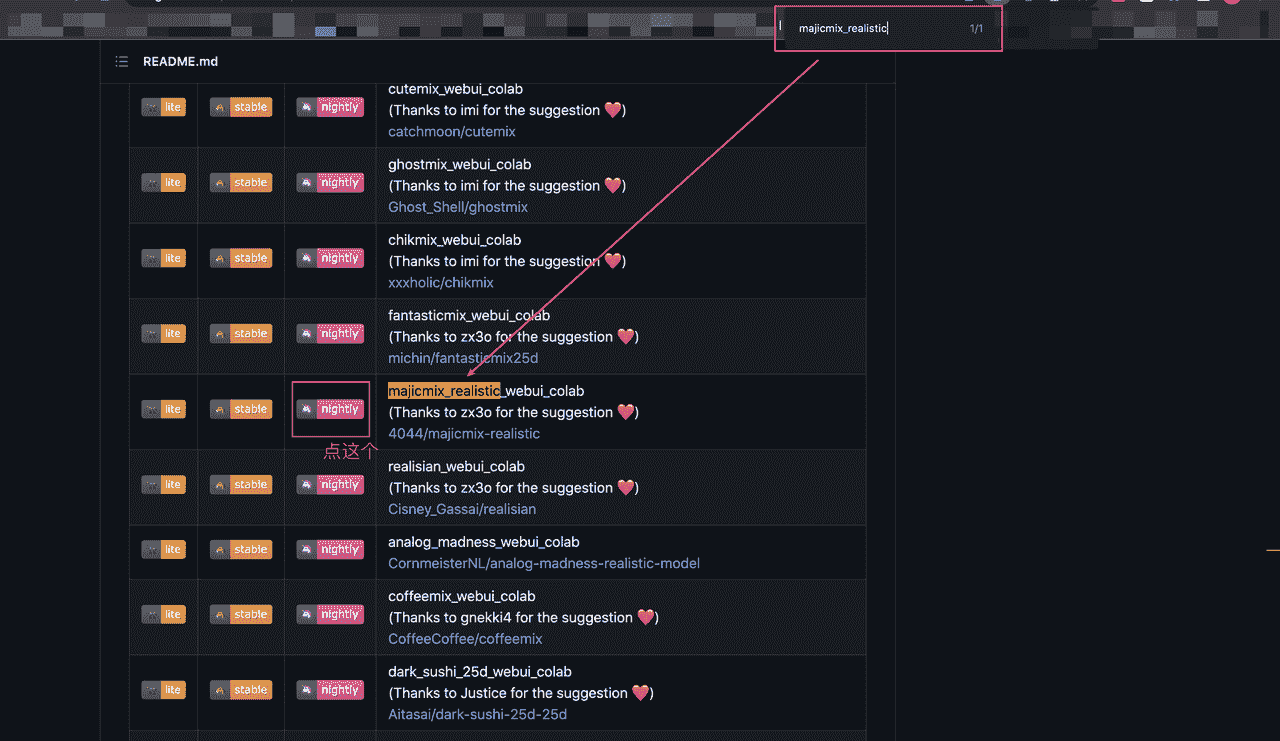 majicmix_realistic 1/1
README.md
cutemix_webui_colab
lite stable nightly (Thanks to imi for the suggestion 💖)
catchmoon/cutemix
ghostmix_webui_colab
lite stable nightly (Thanks to imi for the suggestion 💖)
Ghost_Shell/ghostmix
chikmix_webui_colab
lite stable nightly (Thanks to imi for the suggestion 💖)
xxxholic/chikmix
fantasticmix_webui_colab
lite stable nightly (Thanks to zx3o for the suggestion 💖)
michin/fantasticmix25d
majicmix_realistic_webui_colab
lite stable nightly (Thanks to zx3o for the suggestion 💖)
4044/majicmix-realistic
点这个
realisian_webui_colab
lite stable nightly (Thanks to zx3o for the suggestion 💖)
Cisney_Gassai/realisian
analog_madness_webui_colab
lite stable nightly
CornmeisterNL/analog-madness-realistic-model
coffeemix_webui_colab
lite stable nightly (Thanks to gnekki4 for the suggestion 💖)
CoffeeCoffee/coffeemix
dark_sushi_25d_webui_colab
lite stable nightly (Thanks to Justice for the suggestion 💖)
Aitasai/dark-sushi-25d-25d